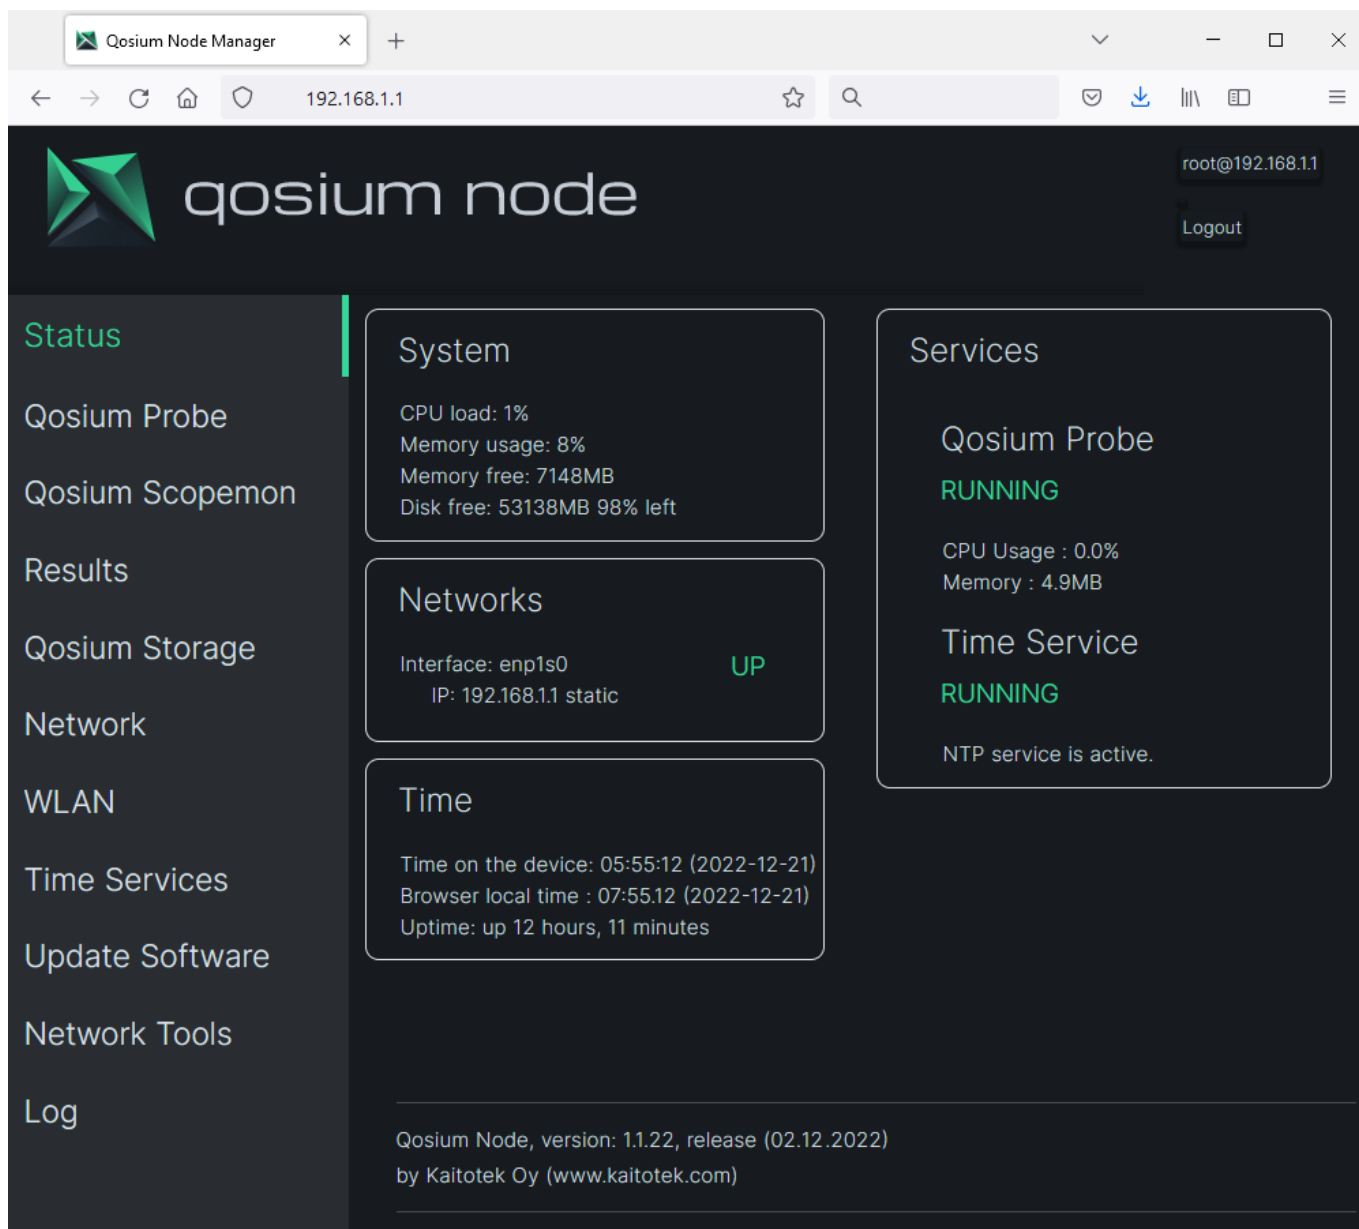 Qosium Node Manager
192.168.1.1
qosium node
root@192.168.1.1
Logout
Status
Qosium Probe
Qosium Scopemon
Results
Qosium Storage
Network
WLAN
Time Services
Update Software
Network Tools
Log
System
CPU load: 1%
Memory usage: 8%
Memory free: 7148MB
Disk free: 53138MB 98% left
Networks
Interface: enp1s0 UP
IP: 192.168.1.1 static
Time
Time on the device: 05:55:12 (2022-12-21)
Browser local time : 07:55.12 (2022-12-21)
Uptime: up 12 hours, 11 minutes
Services
Qosium Probe
RUNNING
CPU Usage : 0.0%
Memory : 4.9MB
Time Service
RUNNING
NTP service is active.
Qosium Node, version: 1.1.22, release (02.12.2022)
by Kaitotek Oy (www.kaitotek.com)